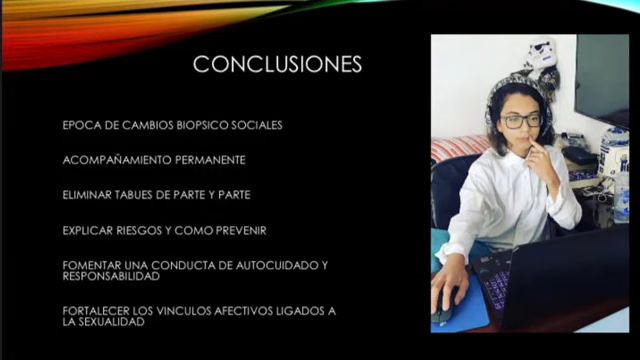 CONCLUSIONES
EPOCA DE CAMBIOS BIOPSICO SOCIALES
ACOMPAÑAMIENTO PERMANENTE
ELIMINAR TABUES DE PARTE Y PARTE
EXPLICAR RIESGOS Y COMO PREVENIR
FOMENTAR UNA CONDUCTA DE AUTOCUIDADO Y
RESPONSABILIDAD
FORTALECER LOS VINCULOS AFECTIVOS LIGADOS A
LA SEXUALIDAD